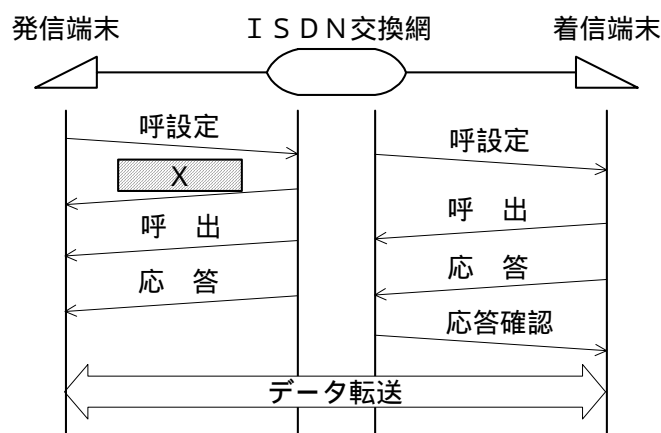 発信端末 ＩＳＤＮ交換網 着信端末
呼設定 呼設定
X
呼　出 呼　出
応　答 応　答
応答確認
データ転送